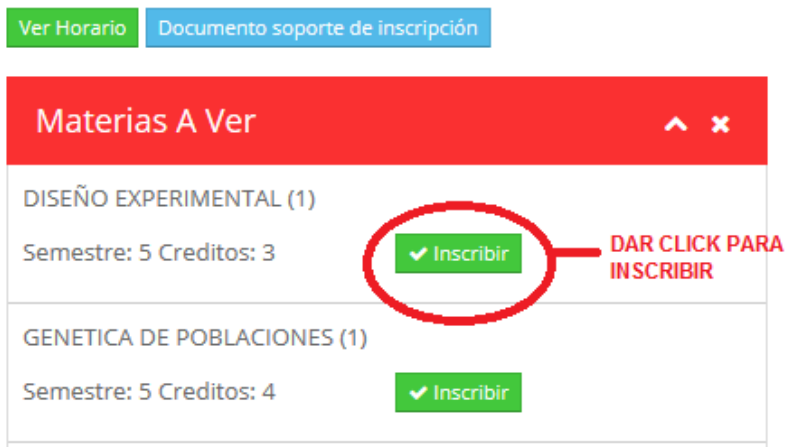 Ver Horario Documento soporte de inscripción
Materias A Ver
DISEÑO EXPERIMENTAL (1)
Semestre: 5 Creditos: 3 Inscribir
DAR CLICK PARA
INSCRIBIR
GENETICA DE POBLACIONES (1)
Semestre: 5 Creditos: 4 Inscribir